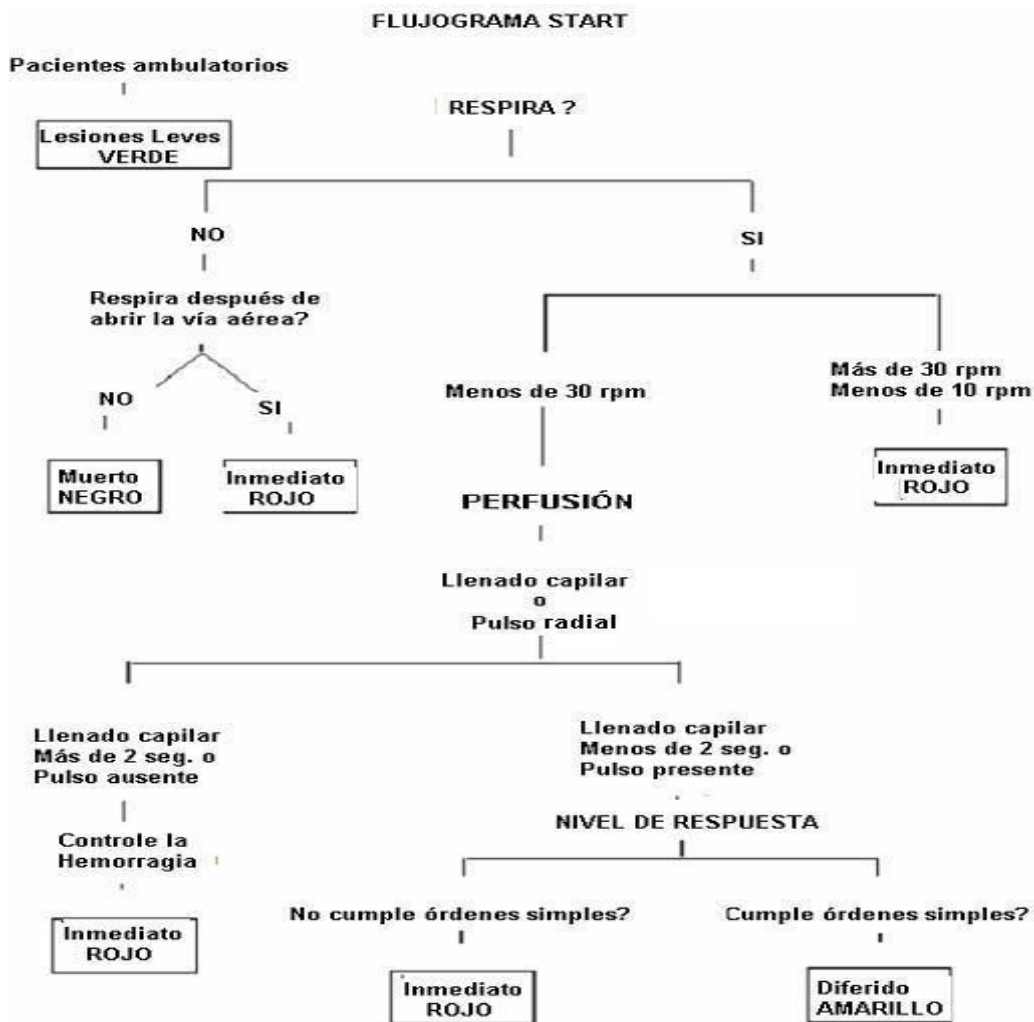 FLUJOGRAMA START
Pacientes ambulatorios
Lesiones Leves
VERDE
RESPIRA ?
NO
SI
Respira después de
abrir la vía aérea?
NO
SI
Muerto
NEGRO
Inmediato
ROJO
Menos de 30 rpm
Más de 30 rpm
Menos de 10 rpm
Inmediato
ROJO
PERFUSIÓN
Llenado capilar
o
Pulso radial
Llenado capilar
Más de 2 seg. o
Pulso ausente
Controle la
Hemorragia
Inmediato
ROJO
Llenado capilar
Menos de 2 seg. o
Pulso presente
NIVEL DE RESPUESTA
No cumple órdenes simples?
Cumple órdenes simples?
Inmediato
ROJO
Diferido
AMARILLO